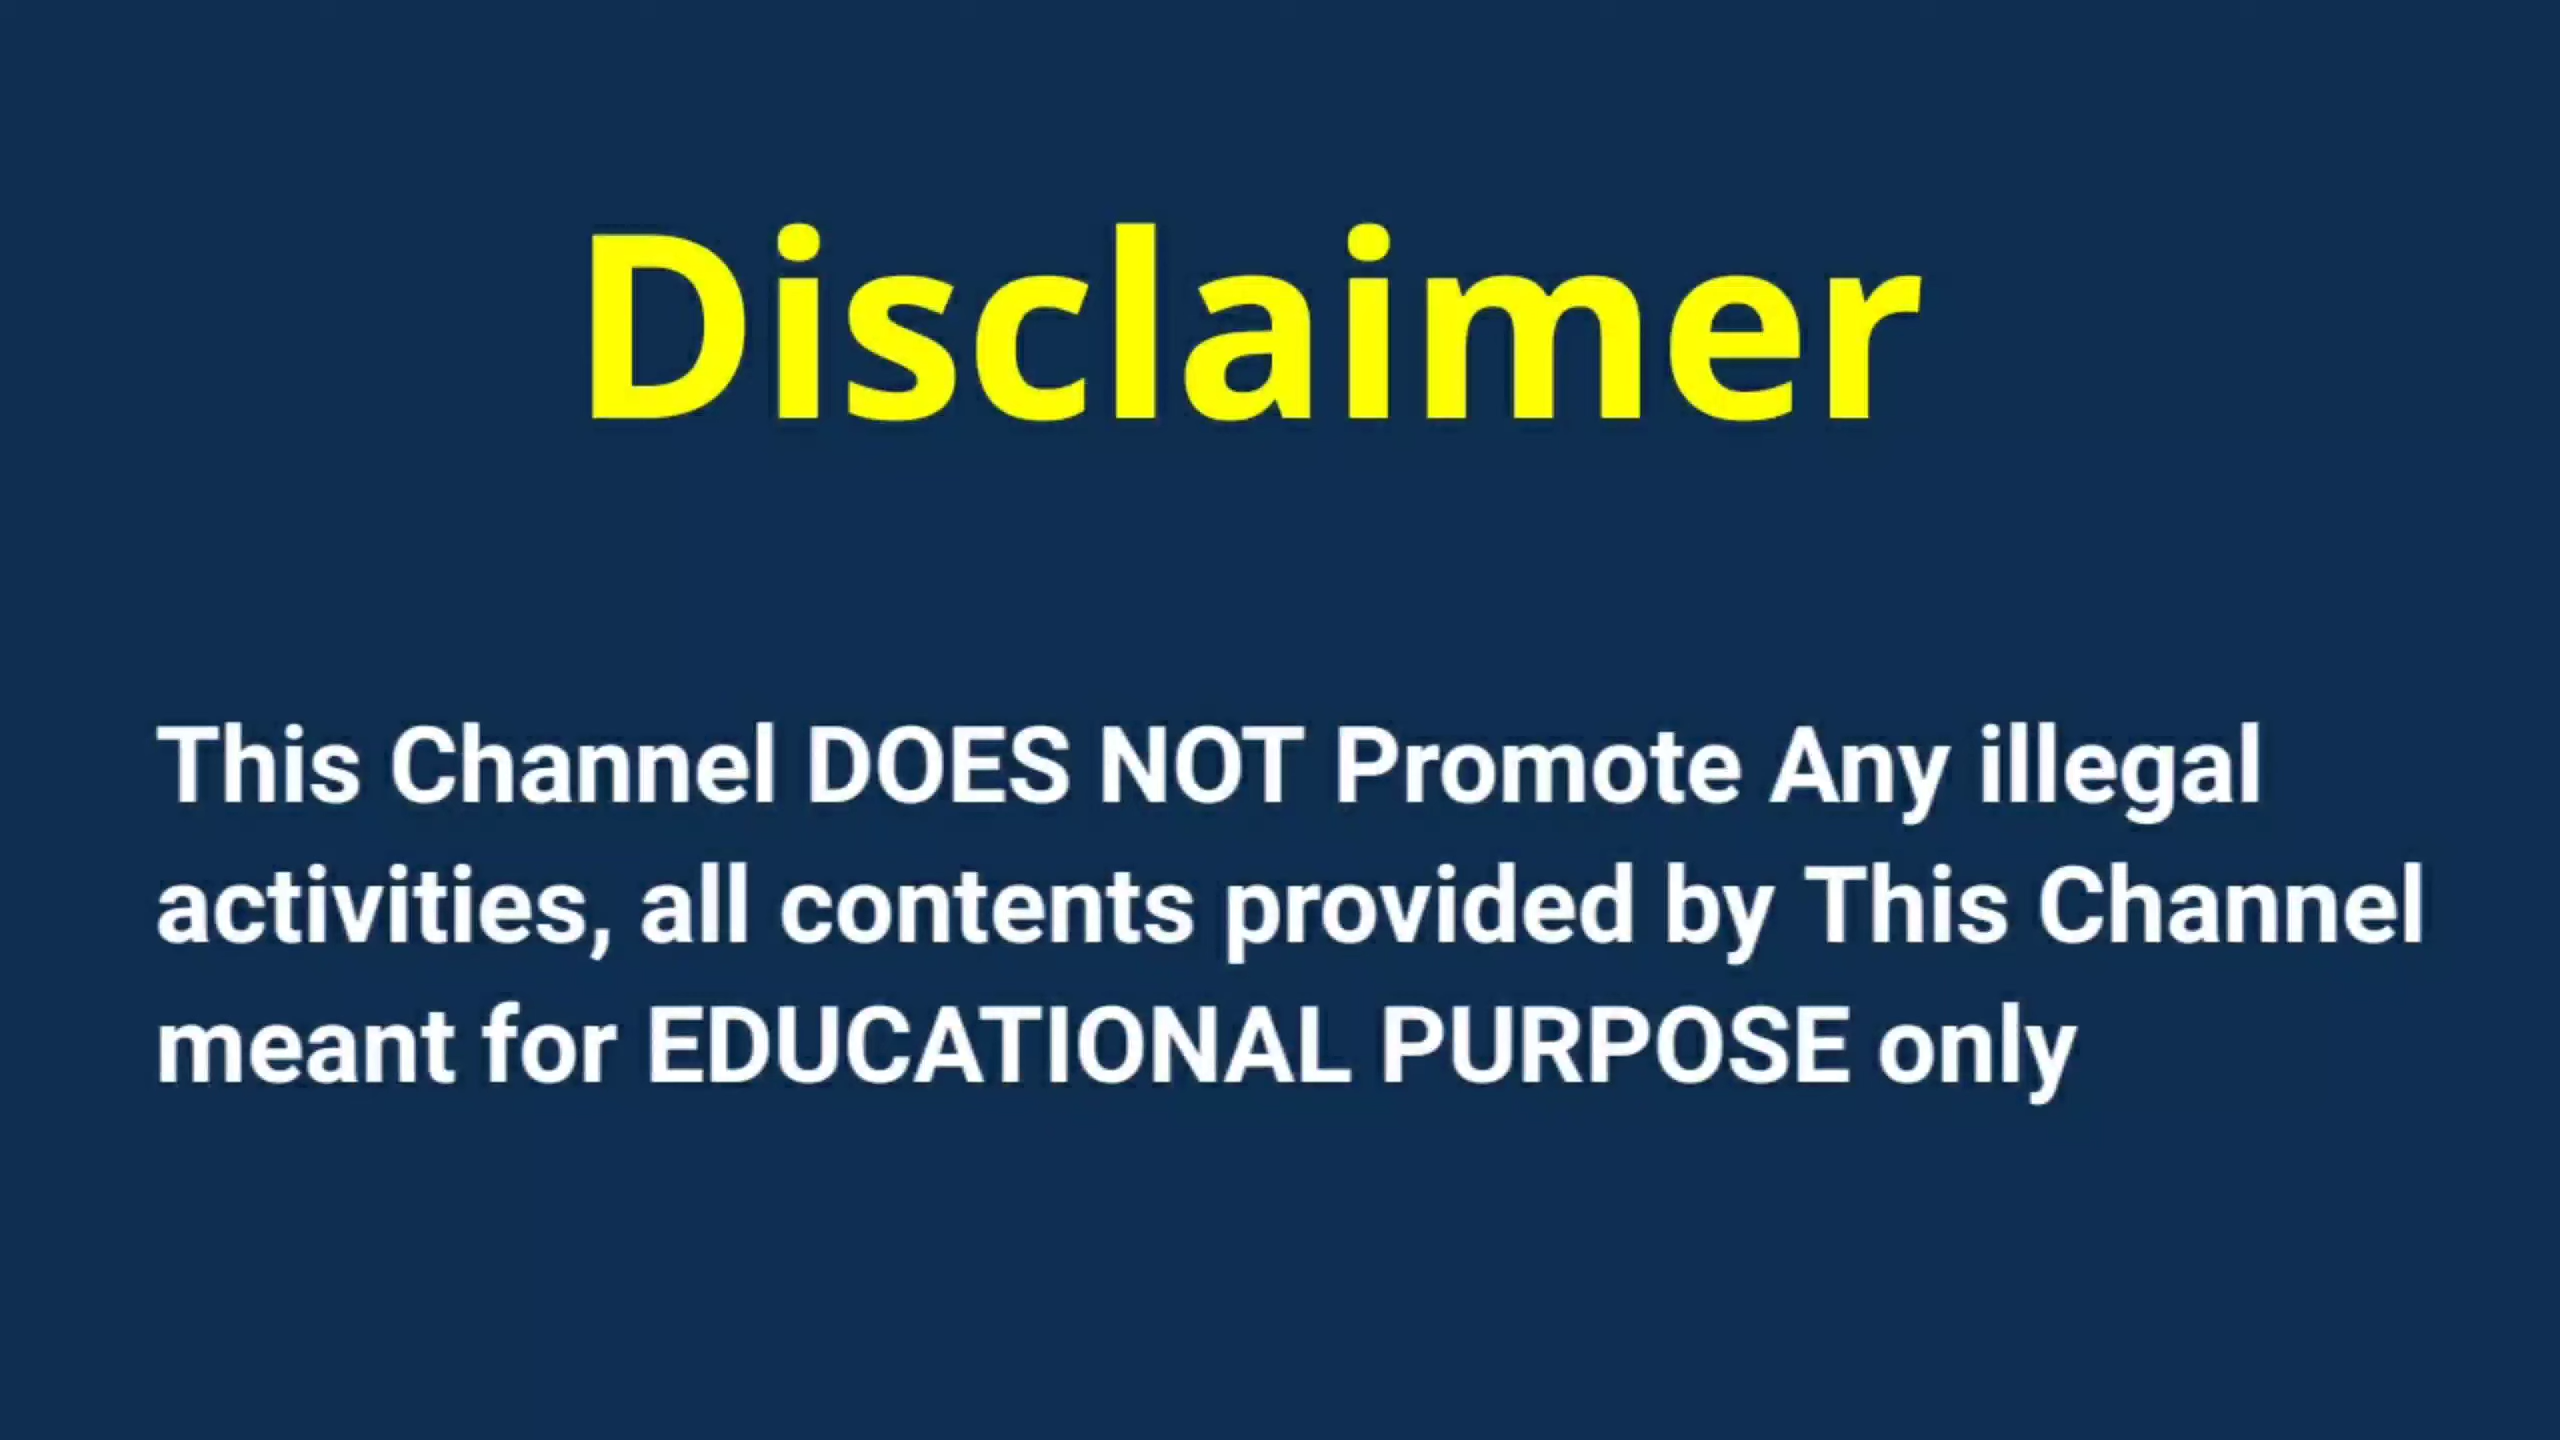 Disclaimer
This Channel DOES NOT Promote Any illegal
activities, all contents provided by This Channel
meant for EDUCATIONAL PURPOSE only